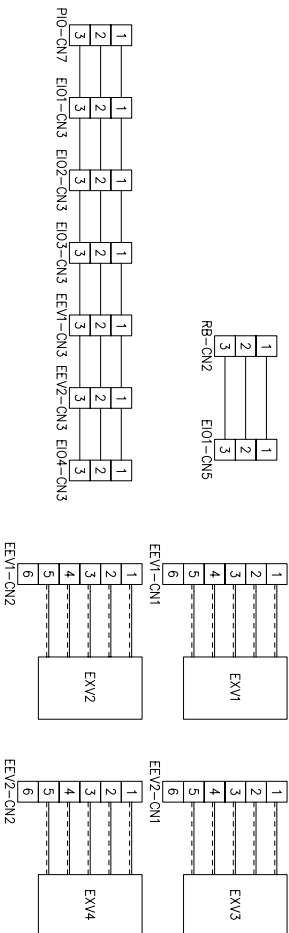 1 1
2 2
3 3
RB-CN2 EIO1-CN5
1 1 1 1 1 1 1
2 2 2 2 2 2 2
3 3 3 3 3 3 3
PIO-CN7 EIO1-CN3 EIO2-CN3 EIO3-CN3 EEV1-CN3 EEV2-CN3 EIO4-CN3
1
2
3
4
5
6
EXV1
EEV1-CN1
1
2
3
4
5
6
EXV3
EEV2-CN1
1
2
3
4
5
6
EXV2
EEV1-CN2
1
2
3
4
5
6
EXV4
EEV2-CN2